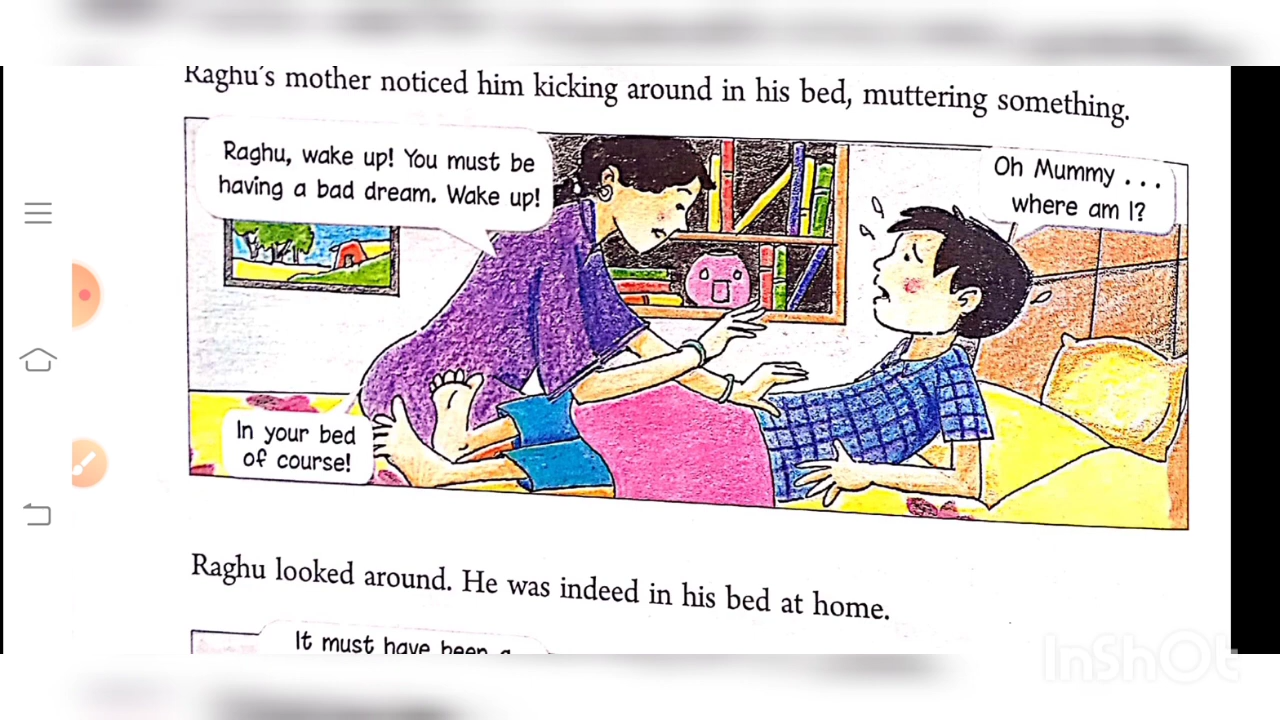 Raghu's mother noticed him kicking around in his bed, muttering something.
Raghu, wake up! You must be
having a bad dream. Wake up!
Oh Mummy . . .
where am I?
In your bed
of course!
Raghu looked around. He was indeed in his bed at home.
It must have been a
InShOt